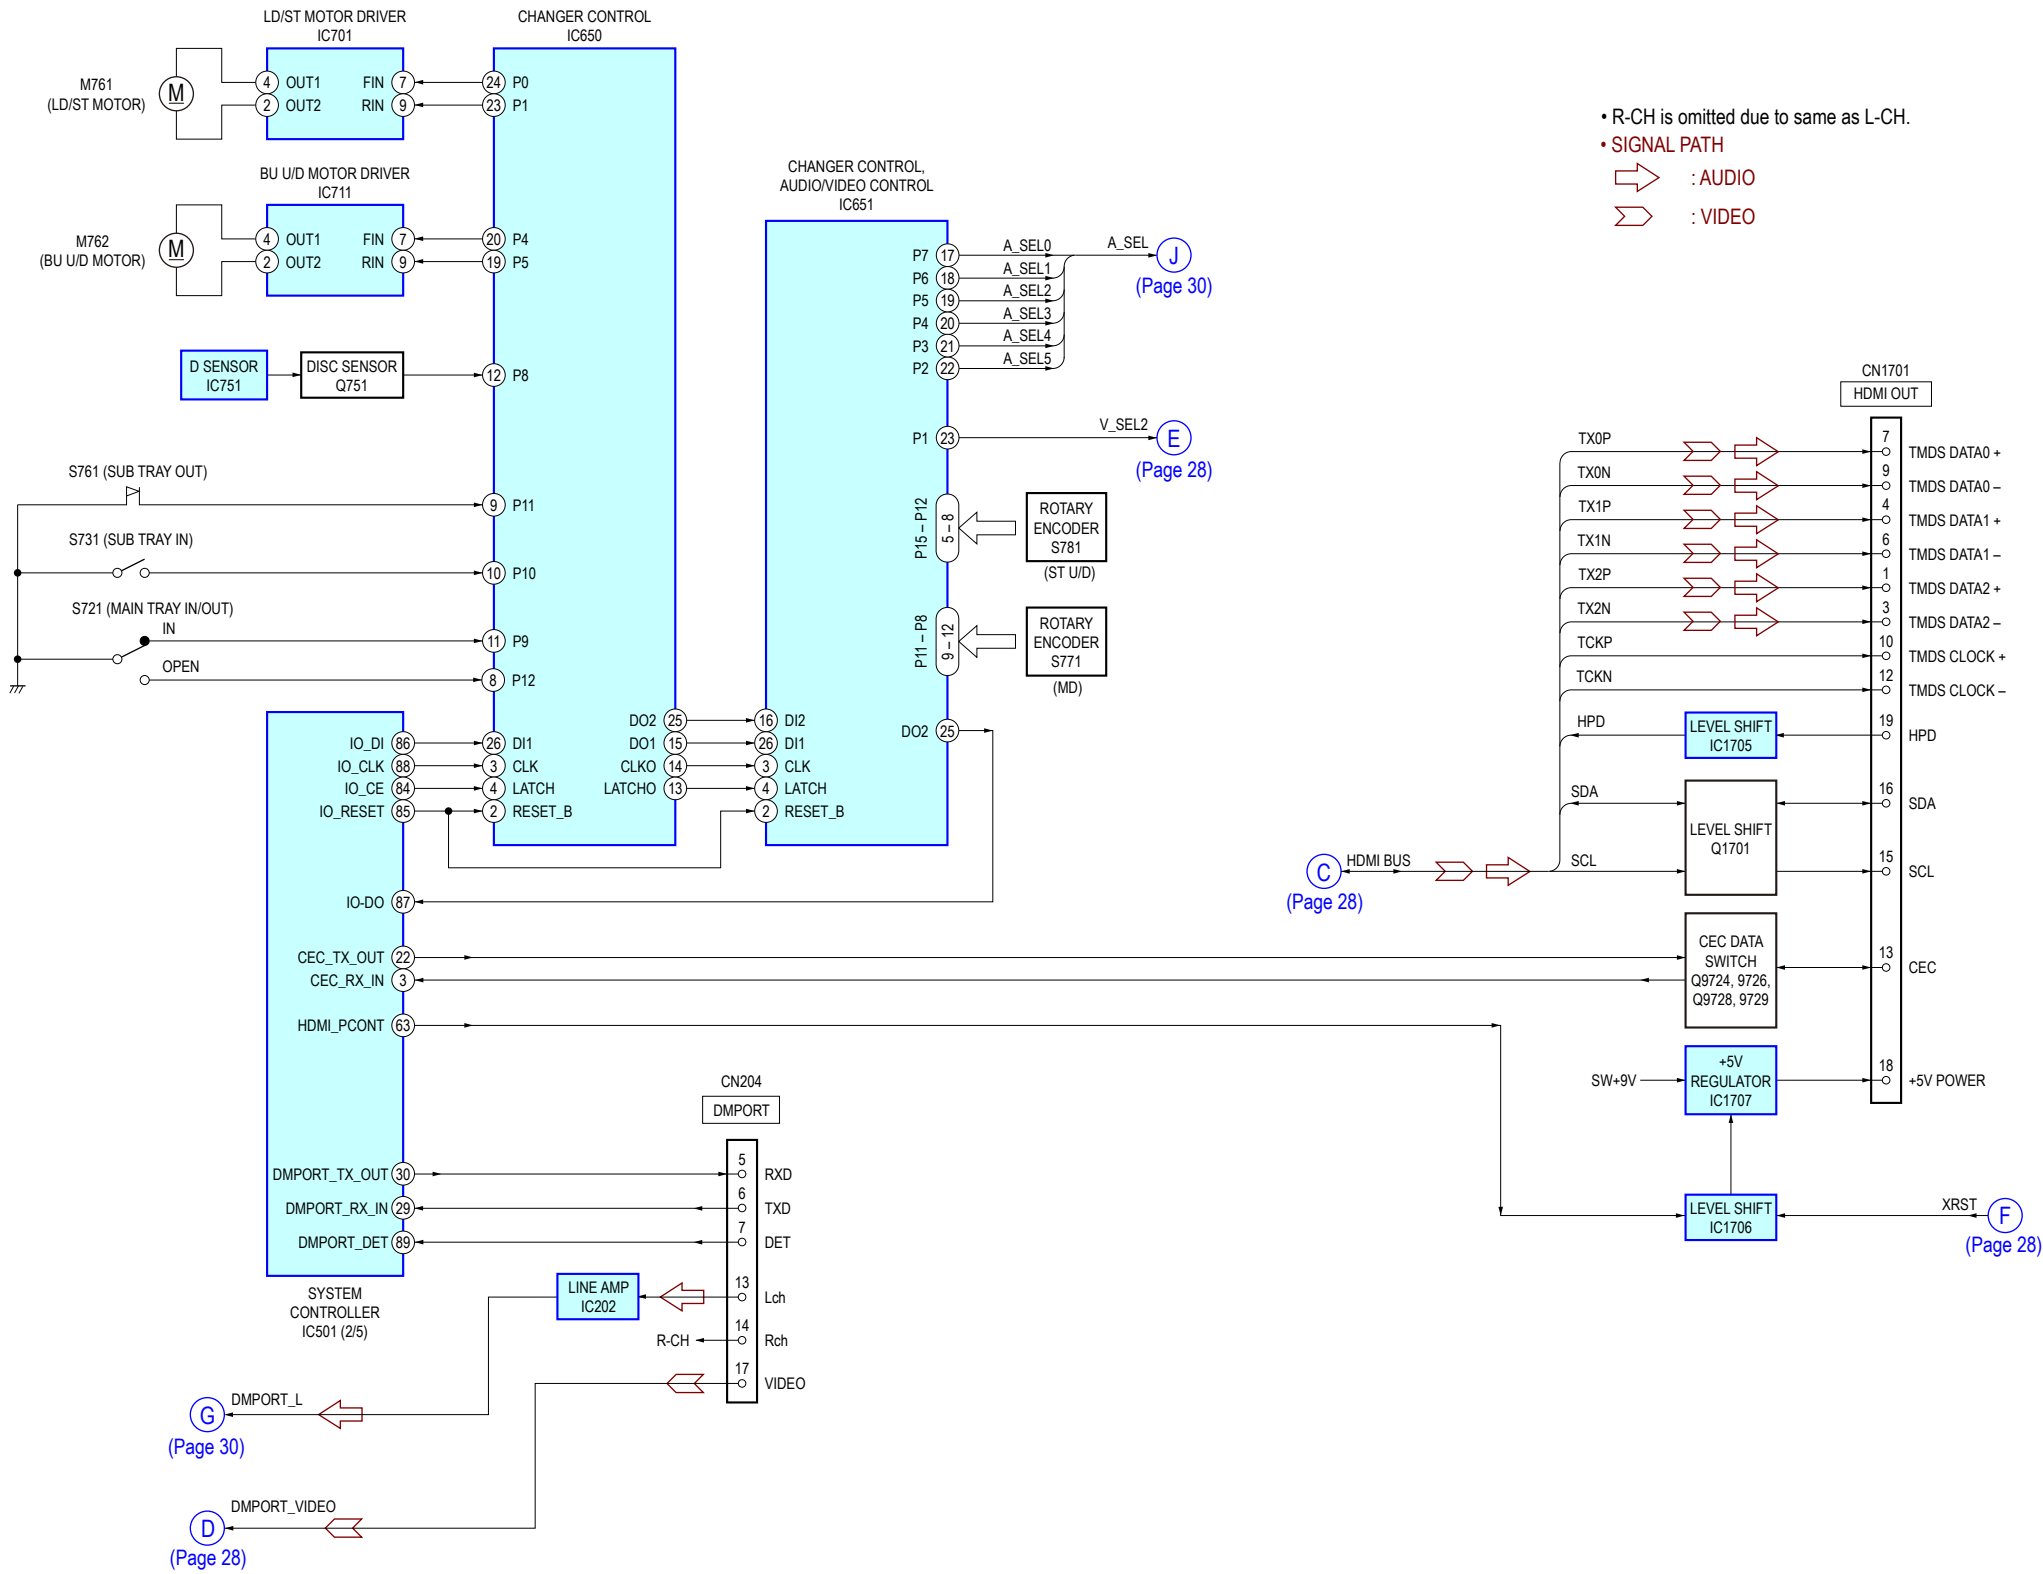 LD/ST MOTOR DRIVER
IC701
CHANGER CONTROL
IC650
M761
(LD/ST MOTOR)
M
4 OUT1 FIN 7
2 OUT2 RIN 9
24 P0
23 P1
BU U/D MOTOR DRIVER
IC711
M762
(BU U/D MOTOR)
M
4 OUT1 FIN 7
2 OUT2 RIN 9
20 P4
19 P5
D SENSOR
IC751
DISC SENSOR
Q751
12 P8
S761 (SUB TRAY OUT)
9 P11
S731 (SUB TRAY IN)
10 P10
S721 (MAIN TRAY IN/OUT)
IN
11 P9
OPEN
8 P12
IO_DI 86
26 DI1
IO_CLK 88
3 CLK
IO_CE 84
4 LATCH
IO_RESET 85
2 RESET_B
DO2 25
DO1 15
CLKO 14
LATCHO 13
IO-DO 87
CEC_TX_OUT 22
CEC_RX_IN 3
HDMI_PCONT 63
DMPORT_TX_OUT 30
DMPORT_RX_IN 29
DMPORT_DET 89
SYSTEM
CONTROLLER
IC501 (2/5)
CHANGER CONTROL,
AUDIO/VIDEO CONTROL
IC651
P7 17 A_SEL0
P6 18 A_SEL1
P5 19 A_SEL2
P4 20 A_SEL3
P3 21 A_SEL4
P2 22 A_SEL5
A_SEL
J
(Page 30)
P1 23
V_SEL2
E
(Page 28)
P15 – P12
5 – 8
ROTARY
ENCODER
S781
(ST U/D)
P11 – P8
9 – 12
ROTARY
ENCODER
S771
(MD)
16 DI2
26 DI1
3 CLK
4 LATCH
2 RESET_B
DO2 25
CN204
DMPORT
5 RXD
6 TXD
7 DET
13 Lch
14 Rch
17 VIDEO
LINE AMP
IC202
R-CH
DMPORT_L
G
(Page 30)
DMPORT_VIDEO
D
(Page 28)
• R-CH is omitted due to same as L-CH.
• SIGNAL PATH
: AUDIO
: VIDEO
CN1701
HDMI OUT
TX0P 7 TMDS DATA0 +
TX0N 9 TMDS DATA0 –
TX1P 4 TMDS DATA1 +
TX1N 6 TMDS DATA1 –
TX2P 1 TMDS DATA2 +
TX2N 3 TMDS DATA2 –
TCKP 10 TMDS CLOCK +
TCKN 12 TMDS CLOCK –
HPD
LEVEL SHIFT
IC1705
19 HPD
SDA
16 SDA
LEVEL SHIFT
Q1701
SCL
15 SCL
C
HDMI BUS
(Page 28)
CEC DATA
SWITCH
Q9724, 9726,
Q9728, 9729
13 CEC
SW+9V
+5V
REGULATOR
IC1707
18 +5V POWER
LEVEL SHIFT
IC1706
XRST
F
(Page 28)